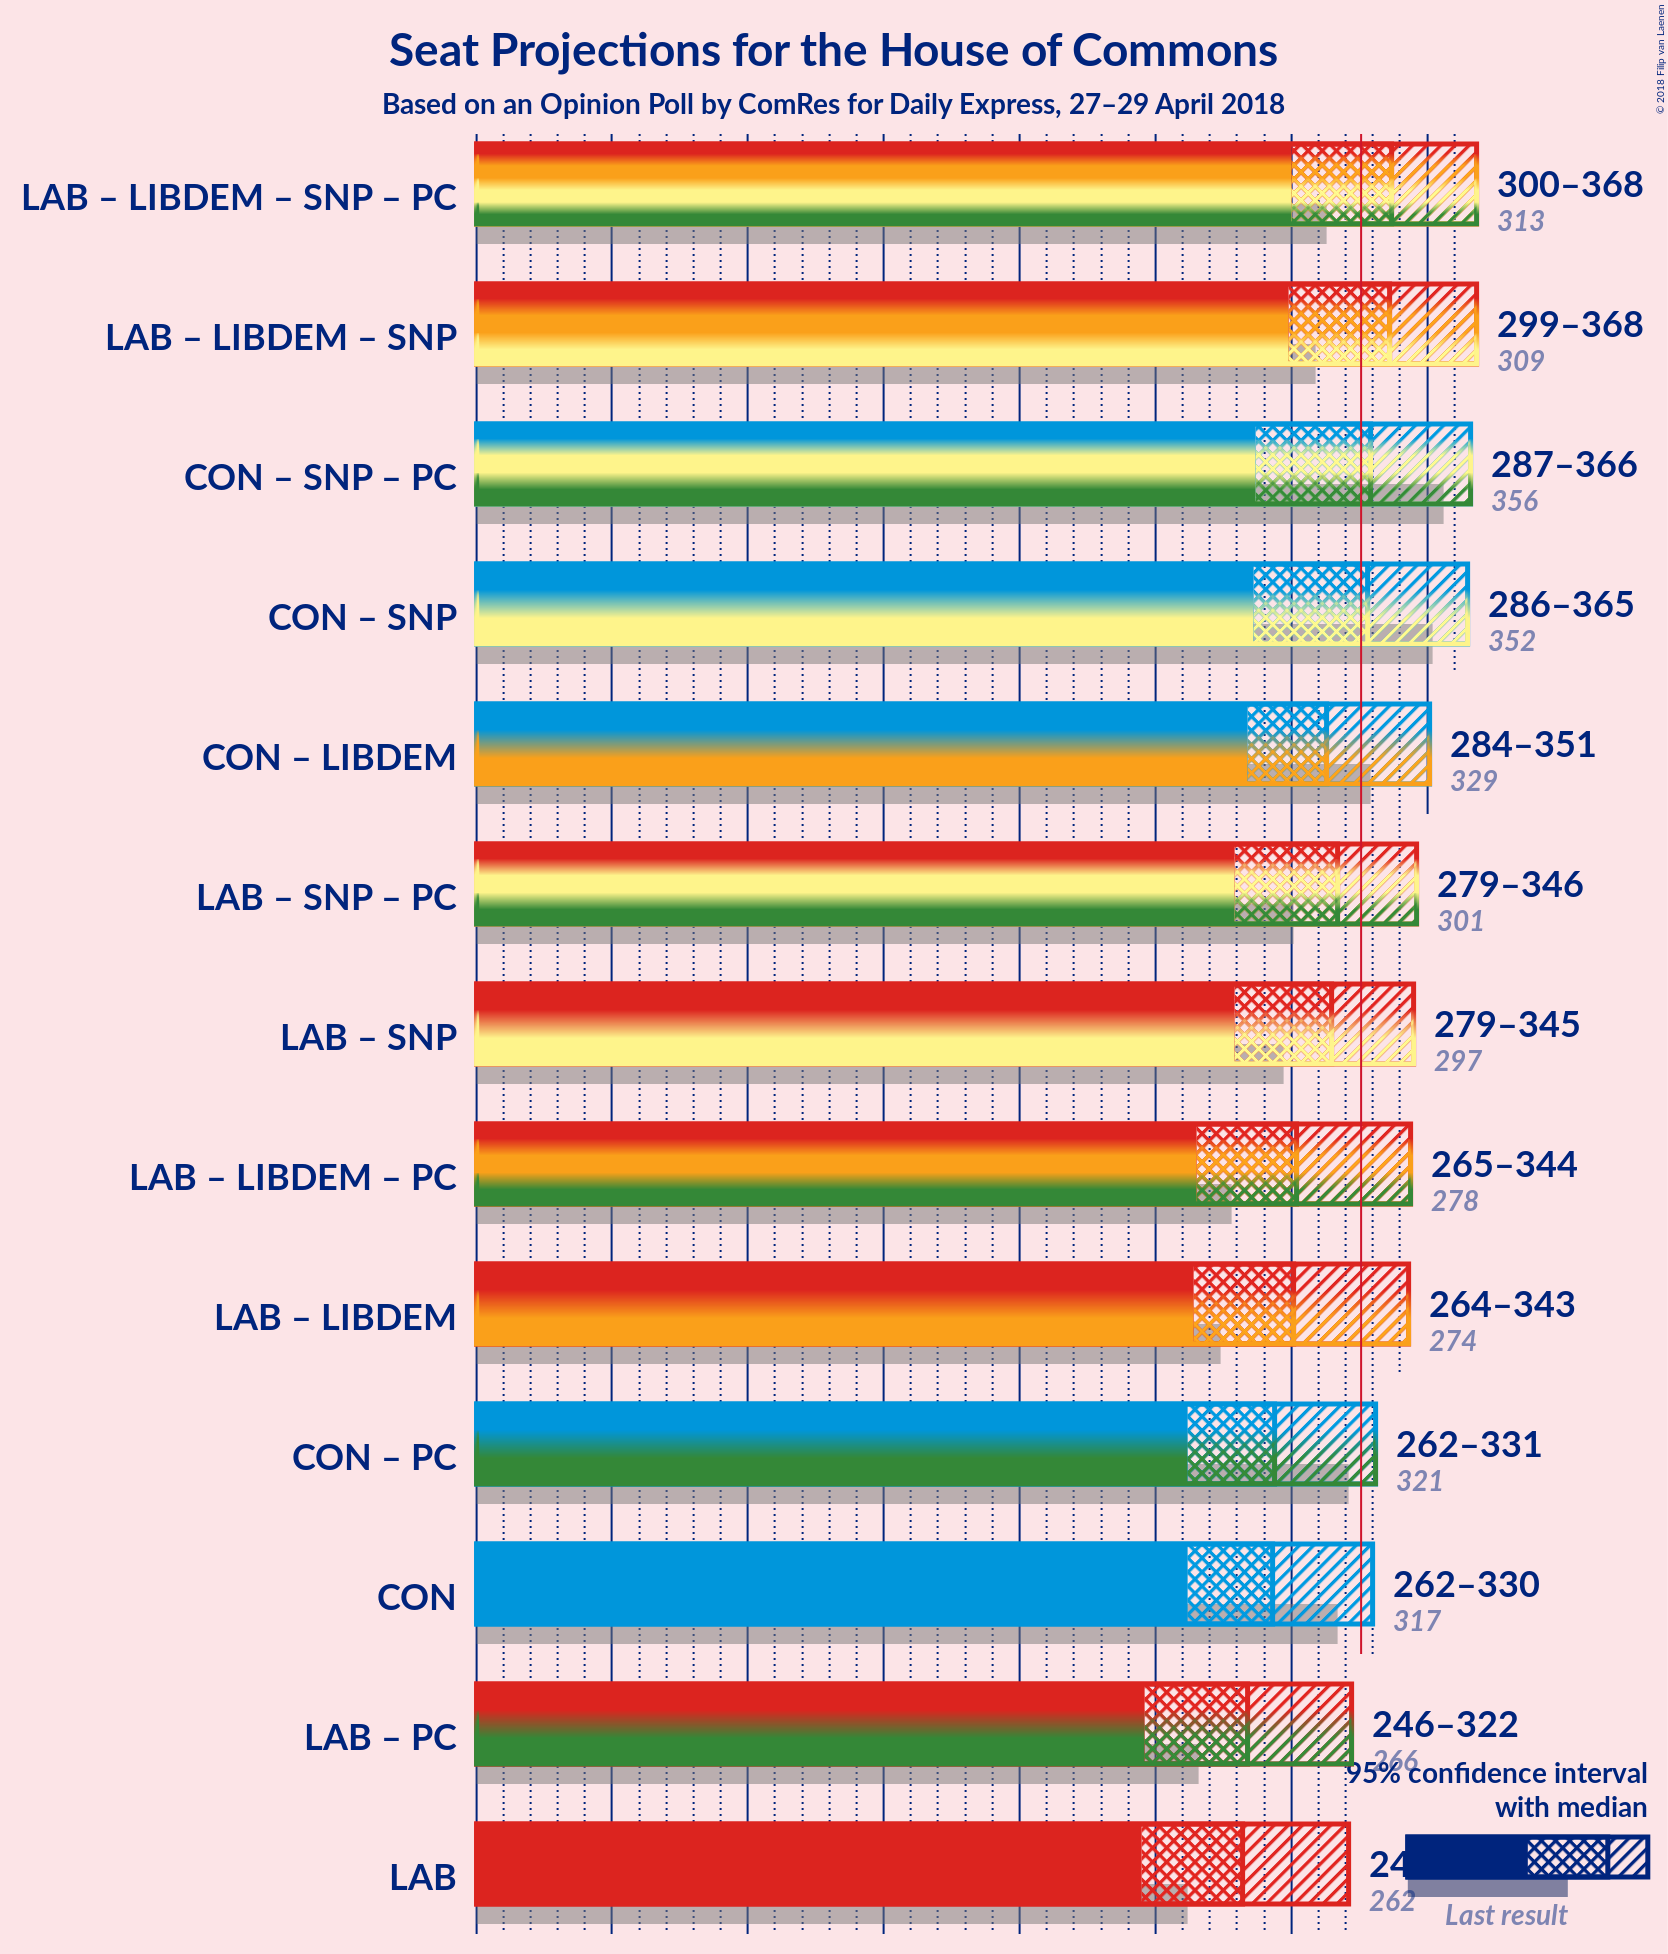 © 2018 Filip van Laenen
Seat Projections for the House of Commons
Based on an Opinion Poll by ComRes for Daily Express, 27–29 April 2018
LAB – LIBDEM – SNP – PC 300–368
313
LAB – LIBDEM – SNP 299–368
309
CON – SNP – PC 287–366
356
CON – SNP 286–365
352
CON – LIBDEM 284–351
329
LAB – SNP – PC 279–346
301
LAB – SNP 279–345
297
LAB – LIBDEM – PC 265–344
278
LAB – LIBDEM 264–343
274
CON – PC 262–331
321
CON 262–330
317
LAB – PC 246–322
266
95% confidence interval
with median
LAB
262
Last result